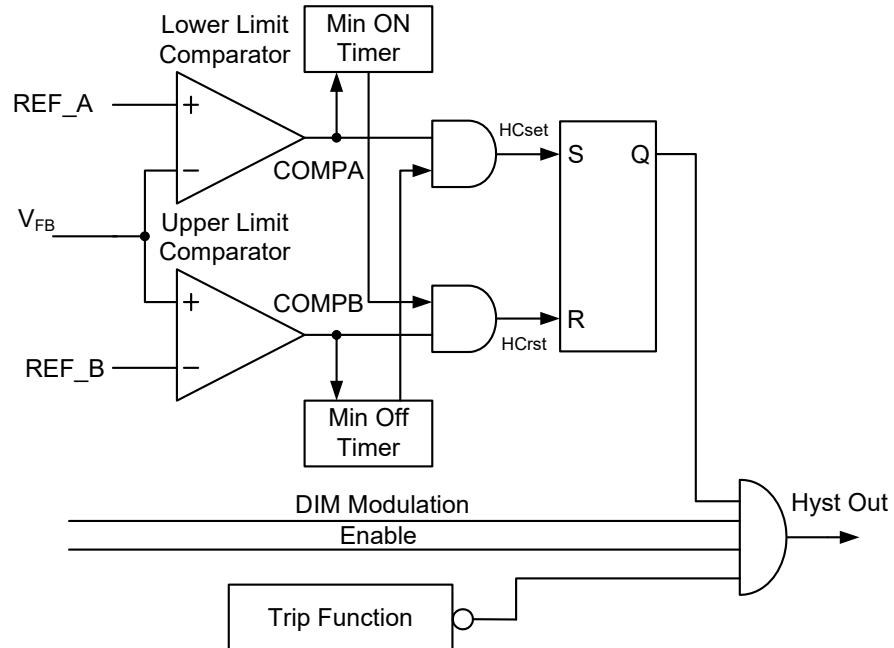 Lower Limit
Comparator
Min ON
Timer
REF_A
+
−
COMPA
HCset
S
Q
VFB
Upper Limit
Comparator
+
−
COMPB
HCrst
R
REF_B
Min Off
Timer
DIM Modulation
Enable
Hyst Out
Trip Function